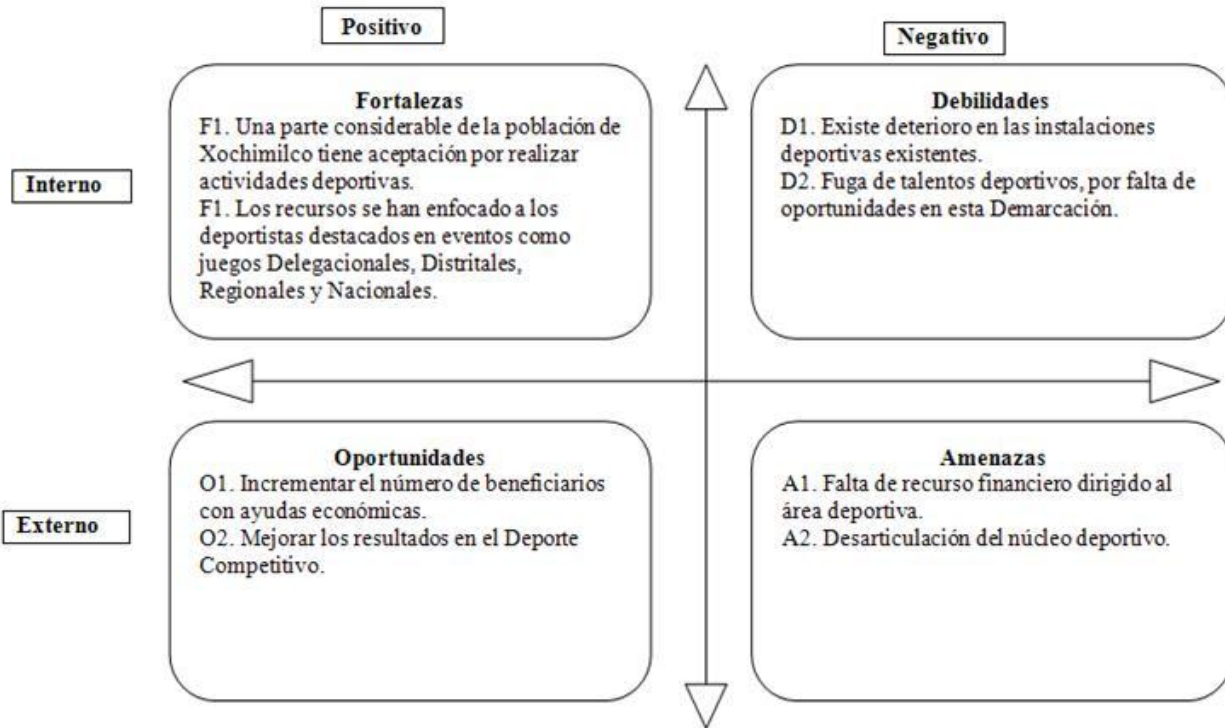 Positivo
Negativo
Interno
Fortalezas
F1. Una parte considerable de la población de
Xochimilco tiene aceptación por realizar
actividades deportivas.
F1. Los recursos se han enfocado a los
deportistas destacados en eventos como
juegos Delegacionales, Distritales,
Regionales y Nacionales.
Debilidades
D1. Existe deterioro en las instalaciones
deportivas existentes.
D2. Fuga de talentos deportivos, por falta de
oportunidades en esta Demarcación.
Externo
Oportunidades
O1. Incrementar el número de beneficiarios
con ayudas económicas.
O2. Mejorar los resultados en el Deporte
Competitivo.
Amenazas
A1. Falta de recurso financiero dirigido al
área deportiva.
A2. Desarticulación del núcleo deportivo.